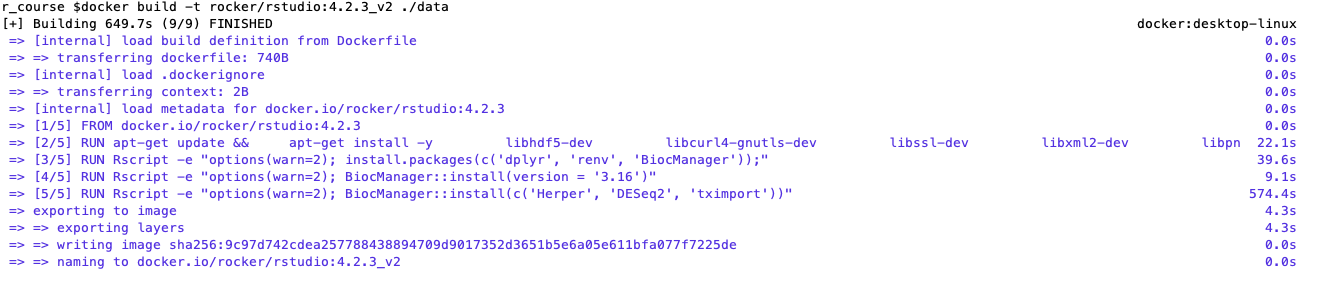 r_course $docker build -t rocker/rstudio:4.2.3_v2 ./data
[+] Building 649.7s (9/9) FINISHED docker:desktop-linux
=> [internal] load build definition from Dockerfile 0.0s
=> => transferring dockerfile: 740B 0.0s
=> [internal] load .dockerignore 0.0s
=> => transferring context: 2B 0.0s
=> [internal] load metadata for docker.io/rocker/rstudio:4.2.3 0.0s
=> [1/5] FROM docker.io/rocker/rstudio:4.2.3 0.0s
=> [2/5] RUN apt-get update && apt-get install -y libhdf5-dev libcurl4-gnutls-dev libssl-dev libxml2-dev libpn 22.1s
=> [3/5] RUN Rscript -e "options(warn=2); install.packages(c('dplyr', 'renv', 'BiocManager'));" 39.6s
=> [4/5] RUN Rscript -e "options(warn=2); BiocManager::install(version = '3.16')" 9.1s
=> [5/5] RUN Rscript -e "options(warn=2); BiocManager::install(c('Herper', 'DESeq2', 'tximport'))" 574.4s
=> exporting to image 4.3s
=> => exporting layers 4.3s
=> => writing image sha256:9c97d742cdea257788438894709d9017352d3651b5e6a05e611bfa077f7225de 0.0s
=> => naming to docker.io/rocker/rstudio:4.2.3_v2 0.0s